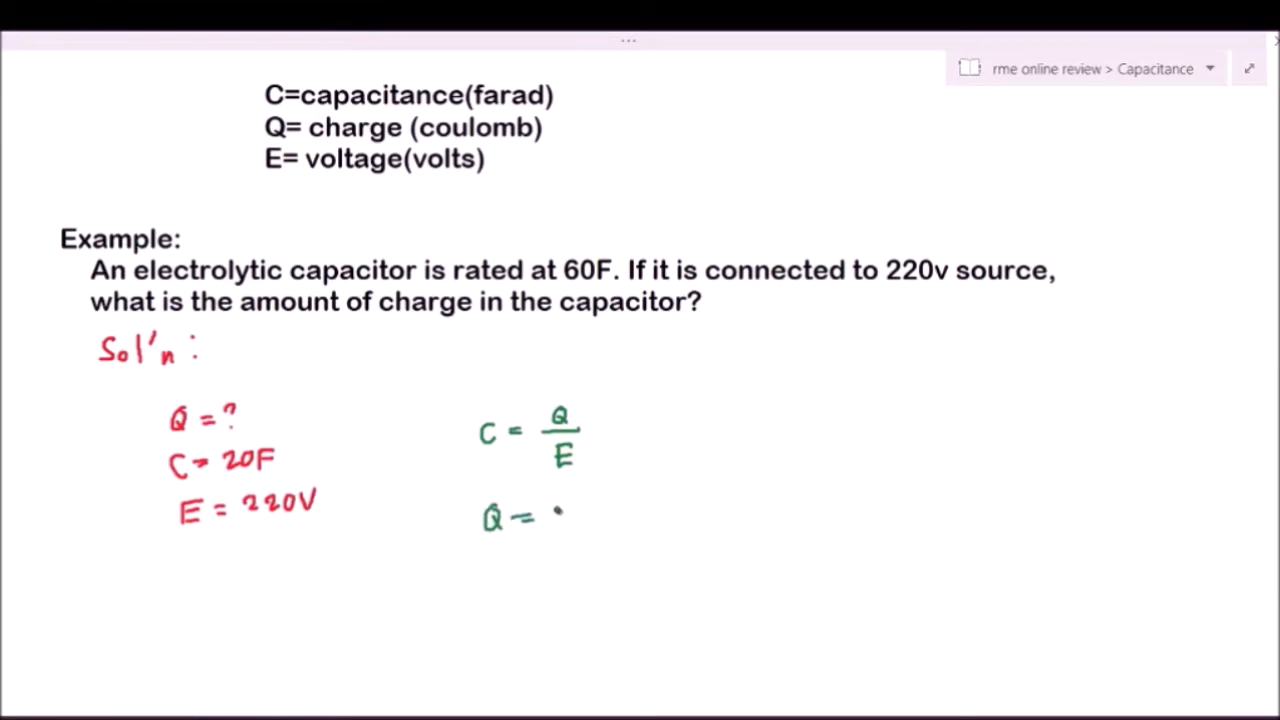 ...
rme online review > Capacitance
C=capacitance(farad)
Q= charge (coulomb)
E= voltage(volts)
Example:
An electrolytic capacitor is rated at 60F. If it is connected to 220v source,
what is the amount of charge in the capacitor?
Sol'n :
Q = ?
C = 20F
E = 220V
C = Q
E
Q =